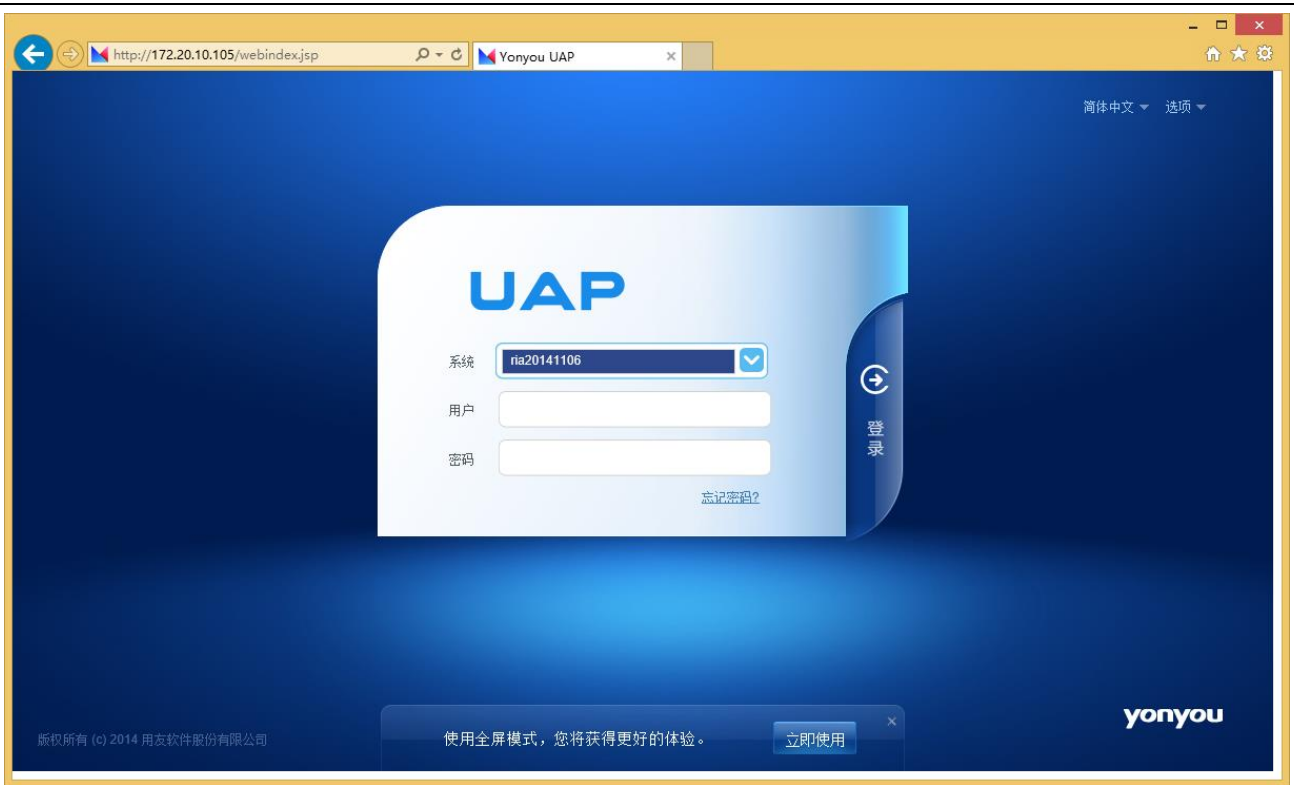 http://172.20.10.105/webindex.jsp
Yonyou UAP
简体中文 选项
UAP
系统 ria20141106
用户
密码
登录
忘记密码?
yonyou
版权所有 (c) 2014 用友软件股份有限公司
使用全屏模式，您将获得更好的体验。 立即使用